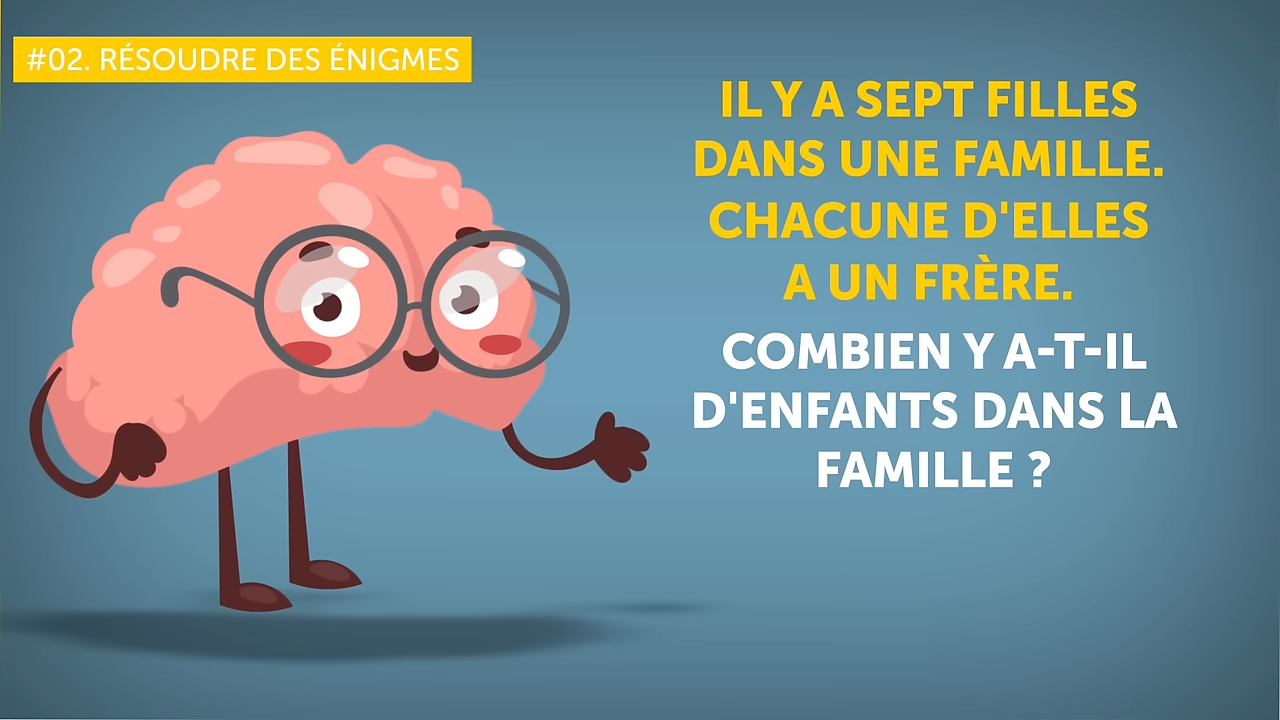 #02. RÉSOUDRE DES ÉNIGMES
IL Y A SEPT FILLES
DANS UNE FAMILLE.
CHACUNE D'ELLES
A UN FRÈRE.
COMBIEN Y A-T-IL
D'ENFANTS DANS LA
FAMILLE ?